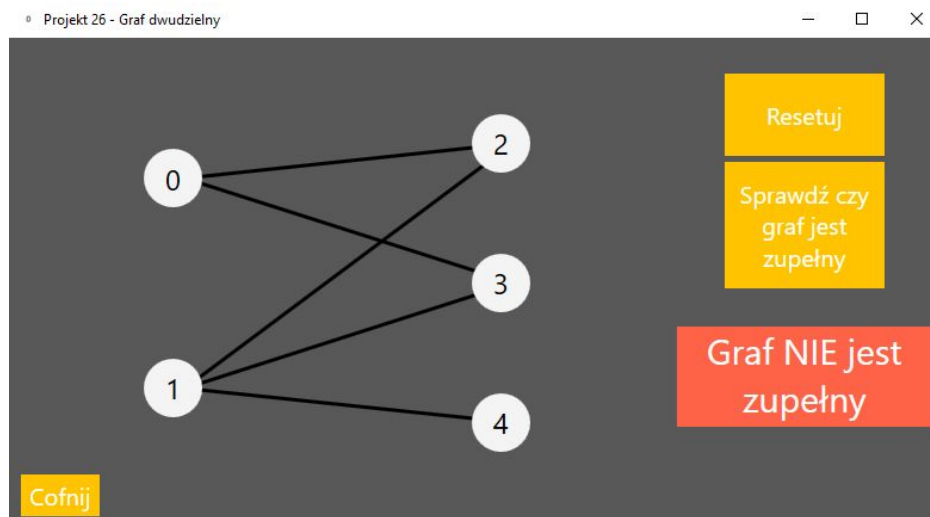 Projekt 26 - Graf dwudzielny
0
2
3
1
4
Resetuj
Sprawdź czy
graf jest
zupełny
Graf NIE jest
zupełny
Cofnij